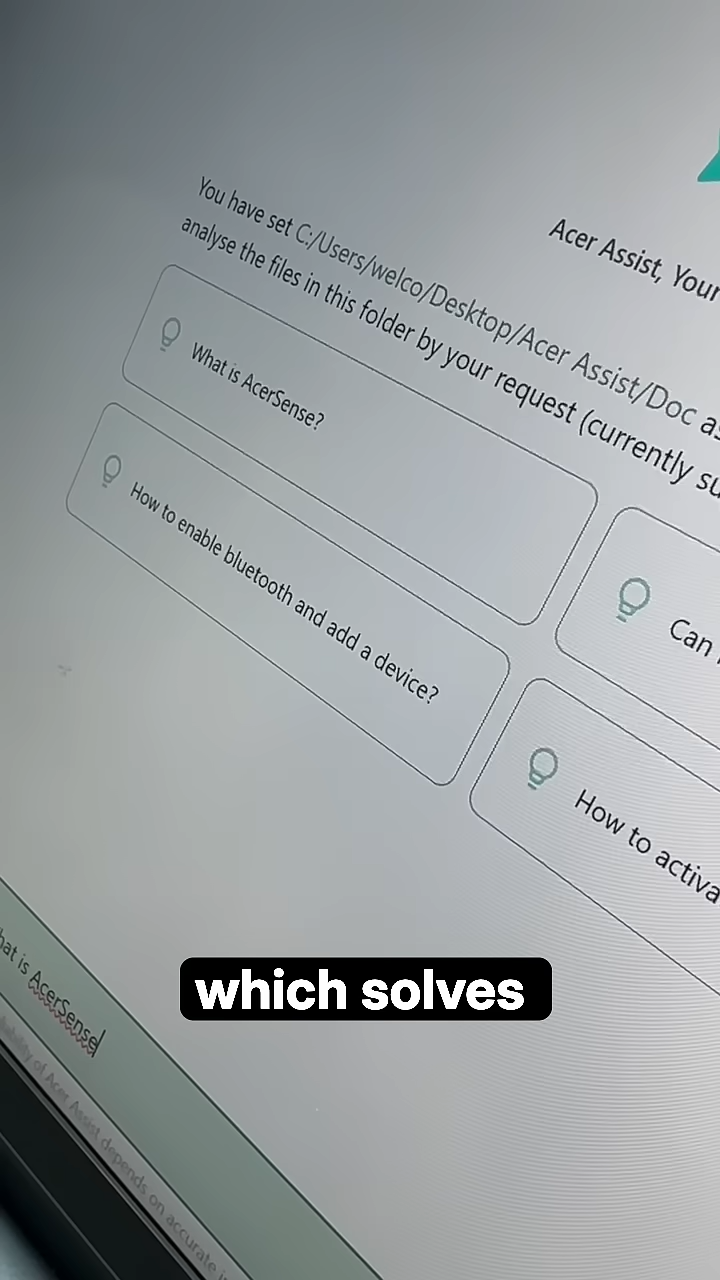 Acer Assist, Your
You have set C:/Users/welco/Desktop/Acer Assist/Doc as
analyse the files in this folder by your request (currently su
What is AcerSense?
Can
How to enable bluetooth and add a device?
How to activa
hat is AcerSense
of Acer Assist depends on accurate
which solves